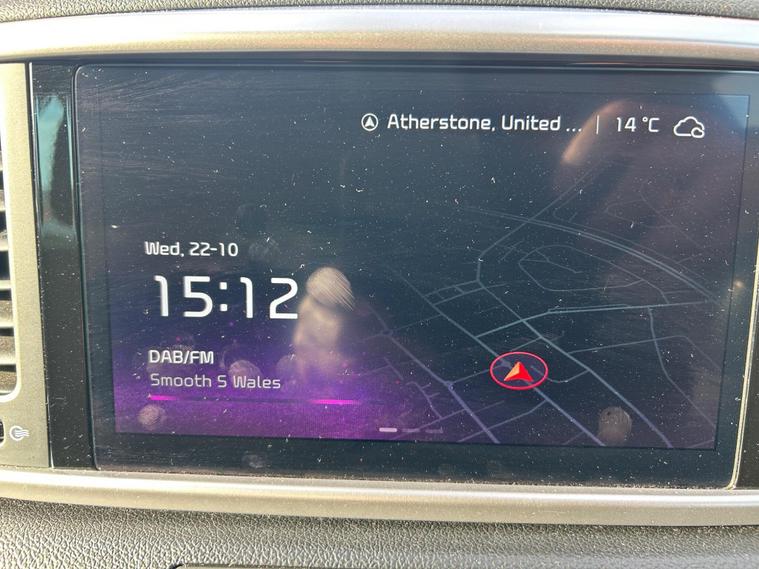 Atherstone, United ... | 14 °C
Wed, 22-10
15:12
DAB/FM
Smooth S Wales